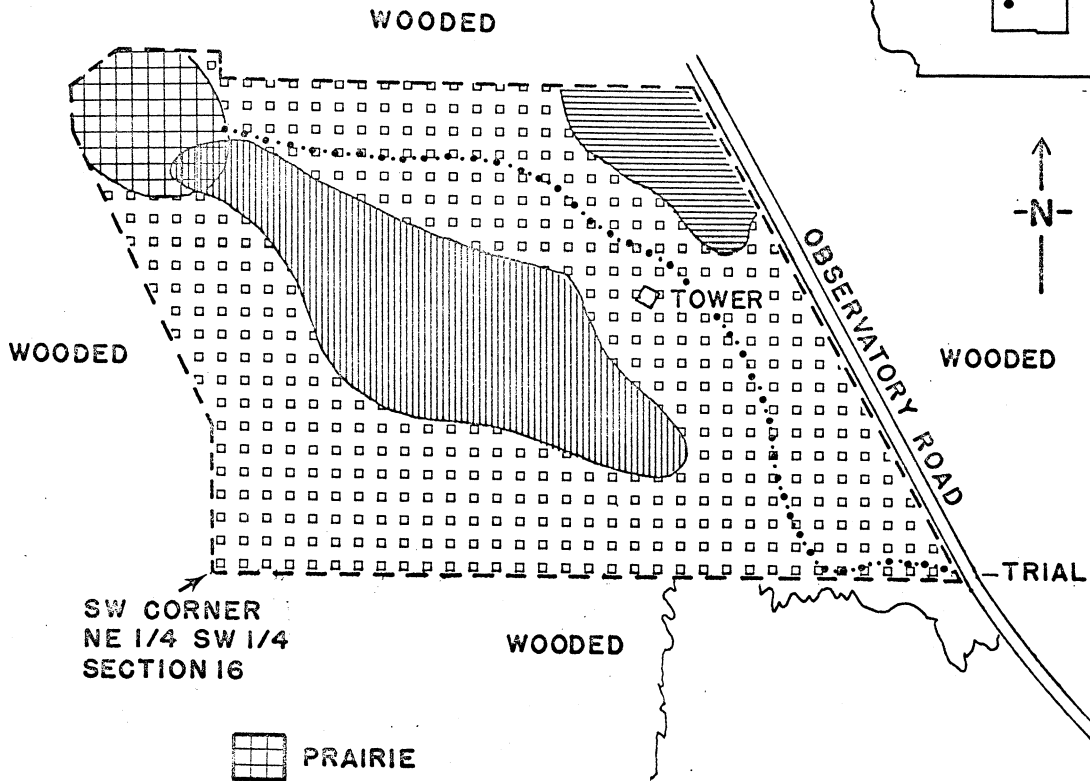 WOODED
-N-
OBSERVATORY ROAD
TOWER
WOODED
WOODED
TRIAL
SW CORNER
NE 1/4 SW 1/4
SECTION 16
WOODED
PRAIRIE